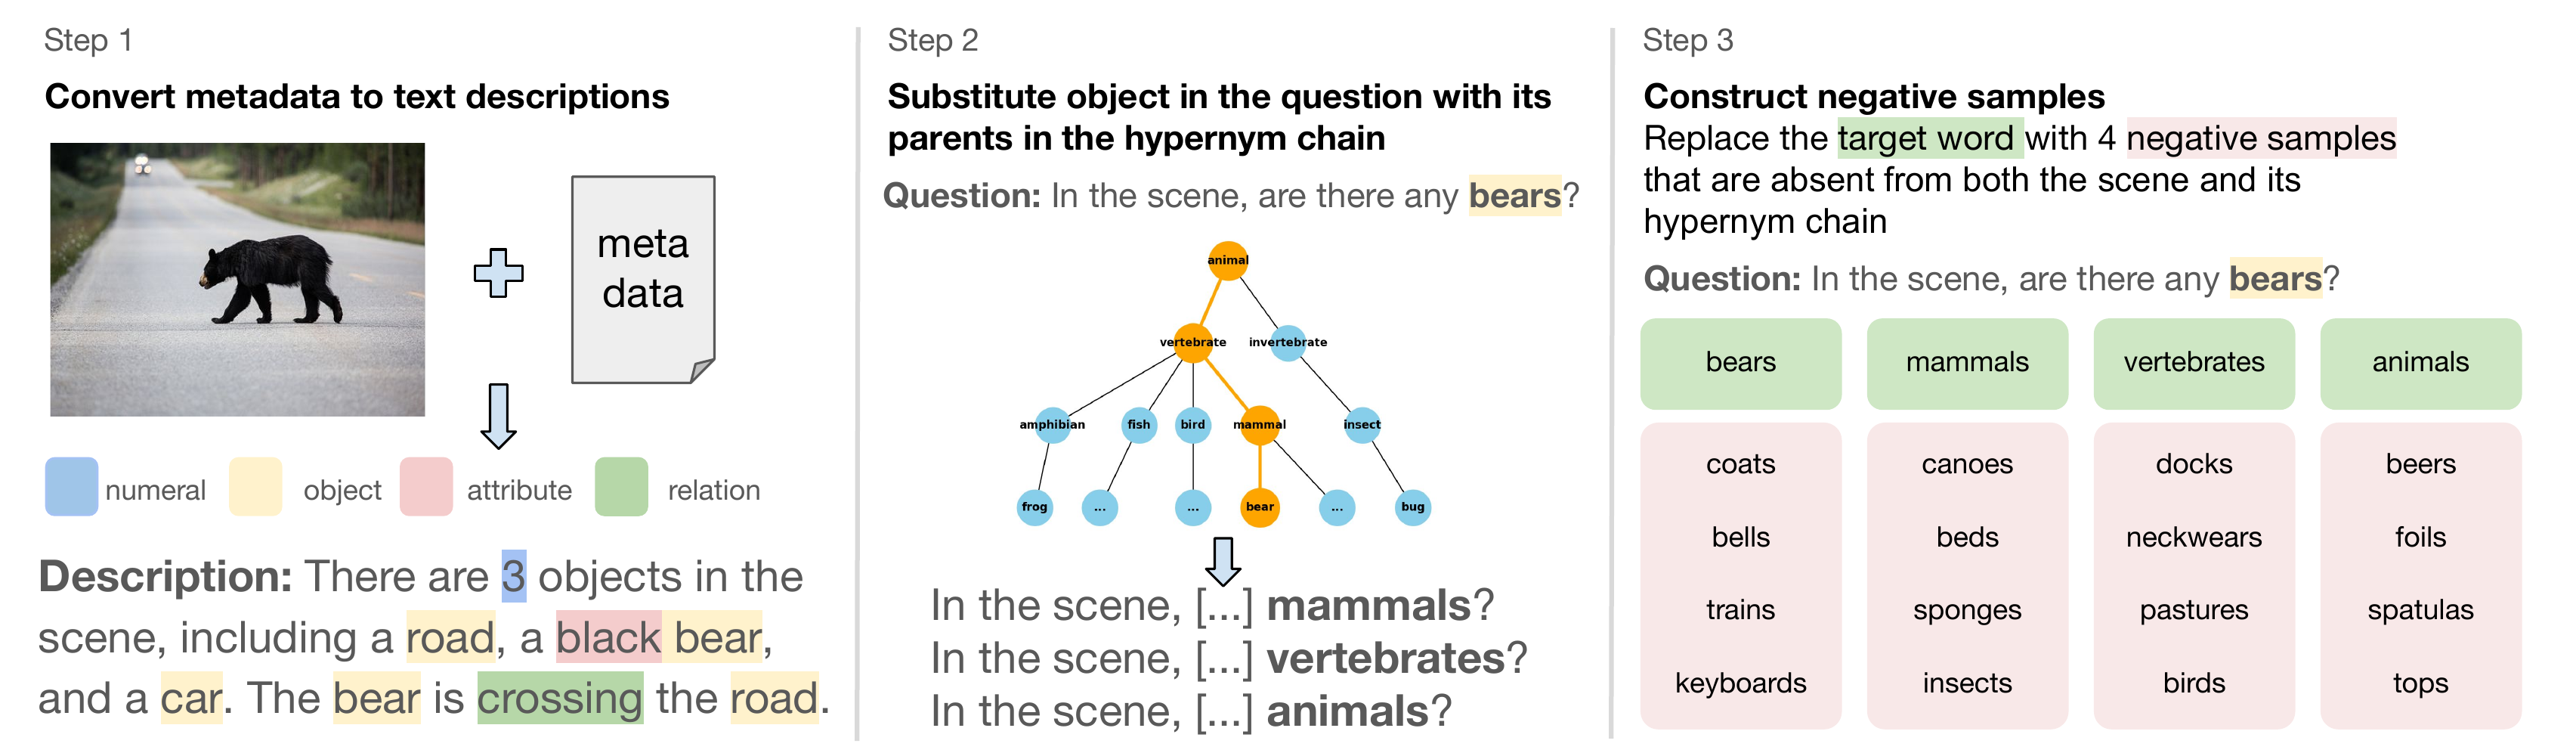 Step 1
Convert metadata to text descriptions
meta
data
numeral
object
attribute
relation
Description: There are 3 objects in the
scene, including a road, a black bear,
and a car. The bear is crossing the road.
Step 2
Substitute object in the question with its
parents in the hypernym chain
Question: In the scene, are there any bears?
animal
vertebrate
invertebrate
amphibian
fish
bird
mammal
insect
frog
...
...
bear
...
bug
In the scene, [...] mammals?
In the scene, [...] vertebrates?
In the scene, [...] animals?
Step 3
Construct negative samples
Replace the target word with 4 negative samples
that are absent from both the scene and its
hypernym chain
Question: In the scene, are there any bears?
bears
mammals
vertebrates
animals
coats
canoes
docks
beers
bells
beds
neckwears
foils
trains
sponges
pastures
spatulas
keyboards
insects
birds
tops